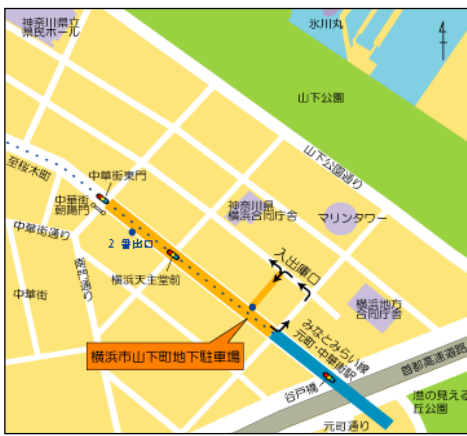 神奈川県立
県民ホール
氷川丸
山下公園
山下公園通り
至桜木町
中華街東門
中華街
朝陽門
中華街通り
2 番出口
神奈川県
横浜合同庁舎
マリンタワー
入出庫口
南門通り
中華街
横浜天主堂前
横浜地方
合同庁舎
みなとみらい線
元町・中華街駅
横浜市山下町地下駐車場
首都高速道路
谷戸橋
港の見える
丘公園
元町通り